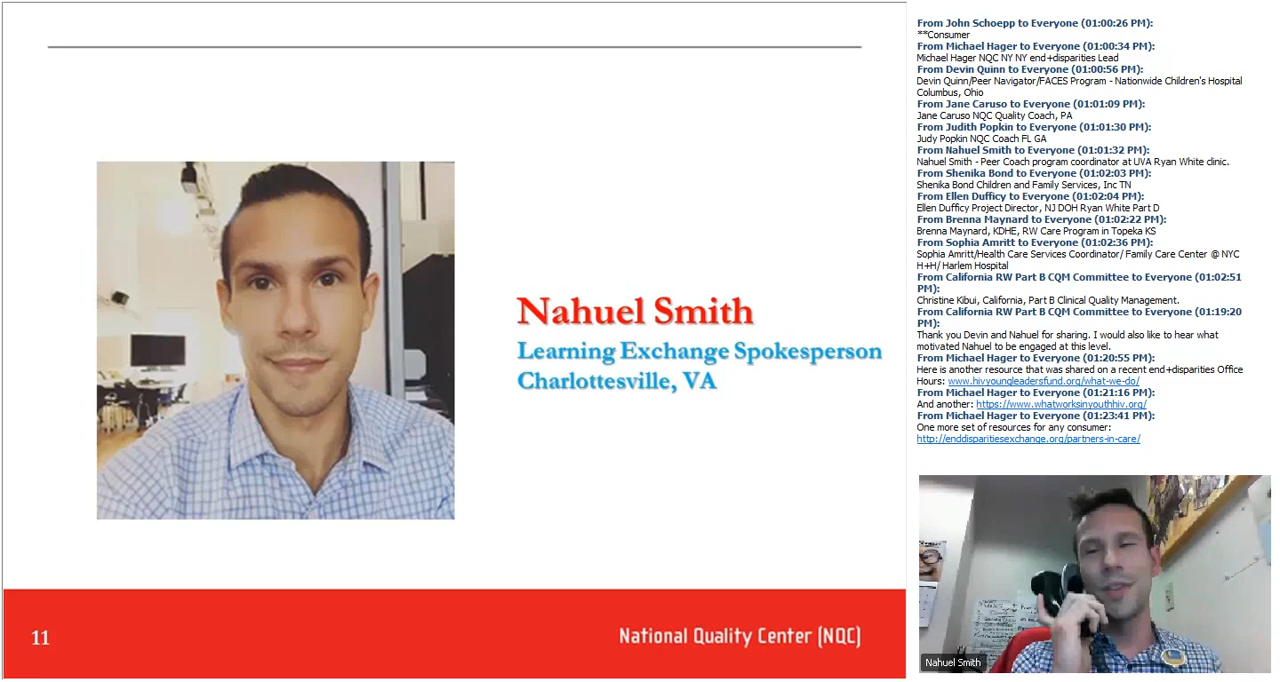 Nahuel Smith
Learning Exchange Spokesperson
Charlottesville, VA
11
National Quality Center (NQC)
From John Schoepp to Everyone (01:00:26 PM):
**Consumer
From Michael Hager to Everyone (01:00:34 PM):
Michael Hager NQC NY NY end+disparities Lead
From Devin Quinn to Everyone (01:00:56 PM):
Devin Quinn/Peer Navigator/FACES Program - Nationwide Children's Hospital
Columbus, Ohio
From Jane Caruso to Everyone (01:01:09 PM):
Jane Caruso NQC Quality Coach, PA
From Judith Popkin to Everyone (01:01:30 PM):
Judy Popkin NQC Coach FL GA
From Nahuel Smith to Everyone (01:01:32 PM):
Nahuel Smith - Peer Coach program coordinator at UVA Ryan White clinic.
From Shenika Bond to Everyone (01:02:03 PM):
Shenika Bond Children and Family Services, Inc TN
From Ellen Dufficy to Everyone (01:02:04 PM):
Ellen Dufficy Project Director, NJ DOH Ryan White Part D
From Brenna Maynard to Everyone (01:02:22 PM):
Brenna Maynard, KDHE, RW Care Program in Topeka KS
From Sophia Amritt to Everyone (01:02:36 PM):
Sophia Amritt/Health Care Services Coordinator/ Family Care Center @ NYC
H+H/ Harlem Hospital
From California RW Part B CQM Committee to Everyone (01:02:51
PM):
Christine Kibui, California, Part B Clinical Quality Management.
From California RW Part B CQM Committee to Everyone (01:19:20
PM):
Thank you Devin and Nahuel for sharing. I would also like to hear what
motivated Nahuel to be engaged at this level.
From Michael Hager to Everyone (01:20:55 PM):
Here is another resource that was shared on a recent end+disparities Office
Hours: www.hivyoungleadersfund.org/what-we-do/
From Michael Hager to Everyone (01:21:16 PM):
And another: https://www.whatworksinyouthhiv.org/
From Michael Hager to Everyone (01:23:41 PM):
One more set of resources for any consumer:
http://enddisparitiesexchange.org/partners-in-care/
Nahuel Smith